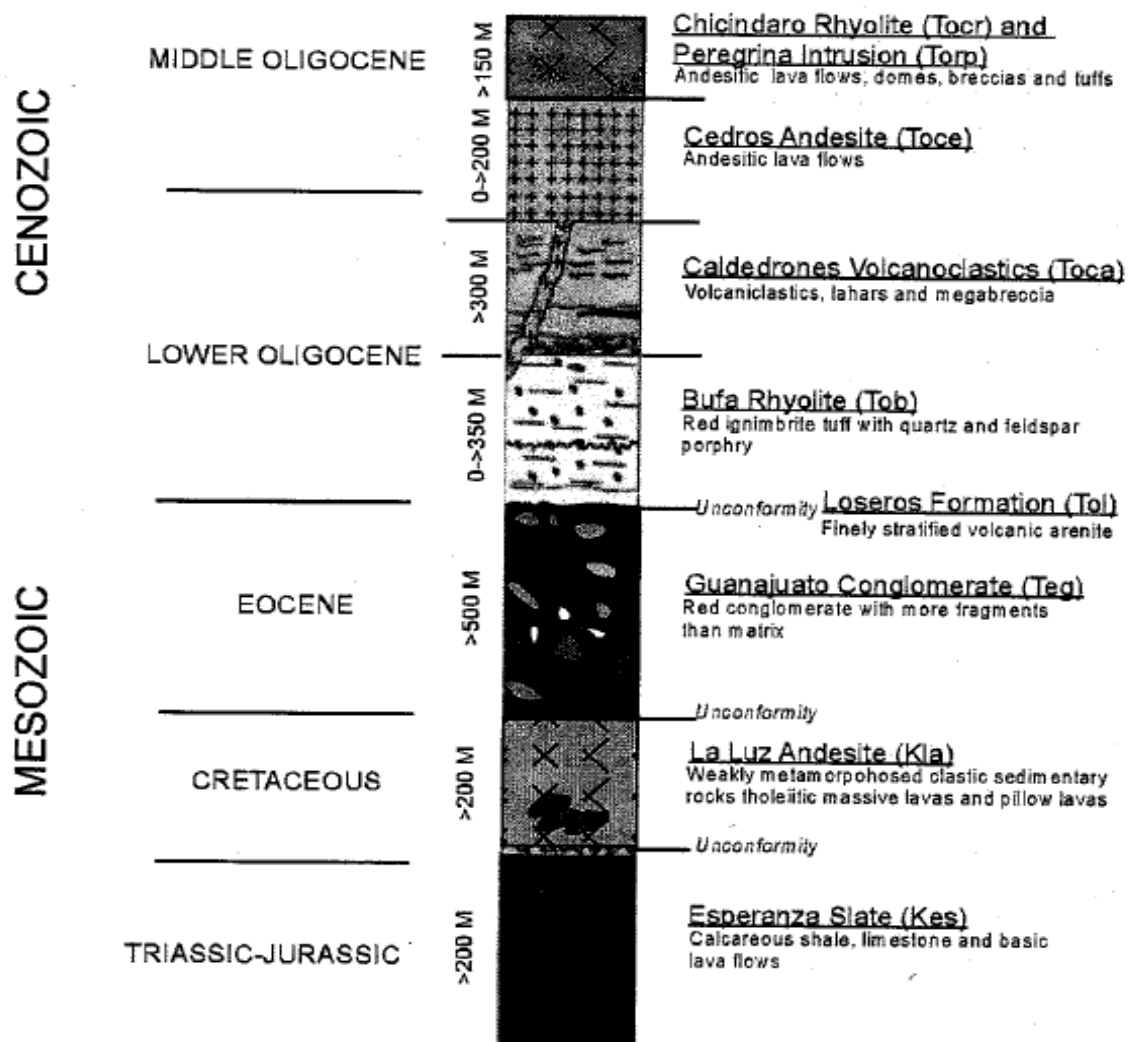 CENOZOIC
MESOZOIC
MIDDLE OLIGOCENE
LOWER OLIGOCENE
EOCENE
CRETACEOUS
TRIASSIC-JURASSIC
>150 M
0->200 M
>300 M
0->350 M
>500 M
>200 M
>200 M
Chicindaro Rhyolite (Tocr) and
Peregrina Intrusion (Torp)
Andesitic lava flows, domes, breccias and tuffs
Cedros Andesite (Toce)
Andesitic lava flows
Caldedrones Volcanoclastics (Toca)
Volcaniclastics, lahars and megabreccia
Bufa Rhyolite (Tob)
Red ignimbrite tuff with quartz and feldspar
porphry
Unconformity Loseros Formation (Tol)
Finely stratified volcanic arenite
Guanajuato Conglomerate (Teg)
Red conglomerate with more fragments
than matrix
Unconformity
La Luz Andesite (Kla)
Weakly metamorpohosed clastic sedimentary
rocks tholeiitic massive lavas and pillow lavas
Unconformity
Esperanza Slate (Kes)
Calcareous shale, limestone and basic
lava flows